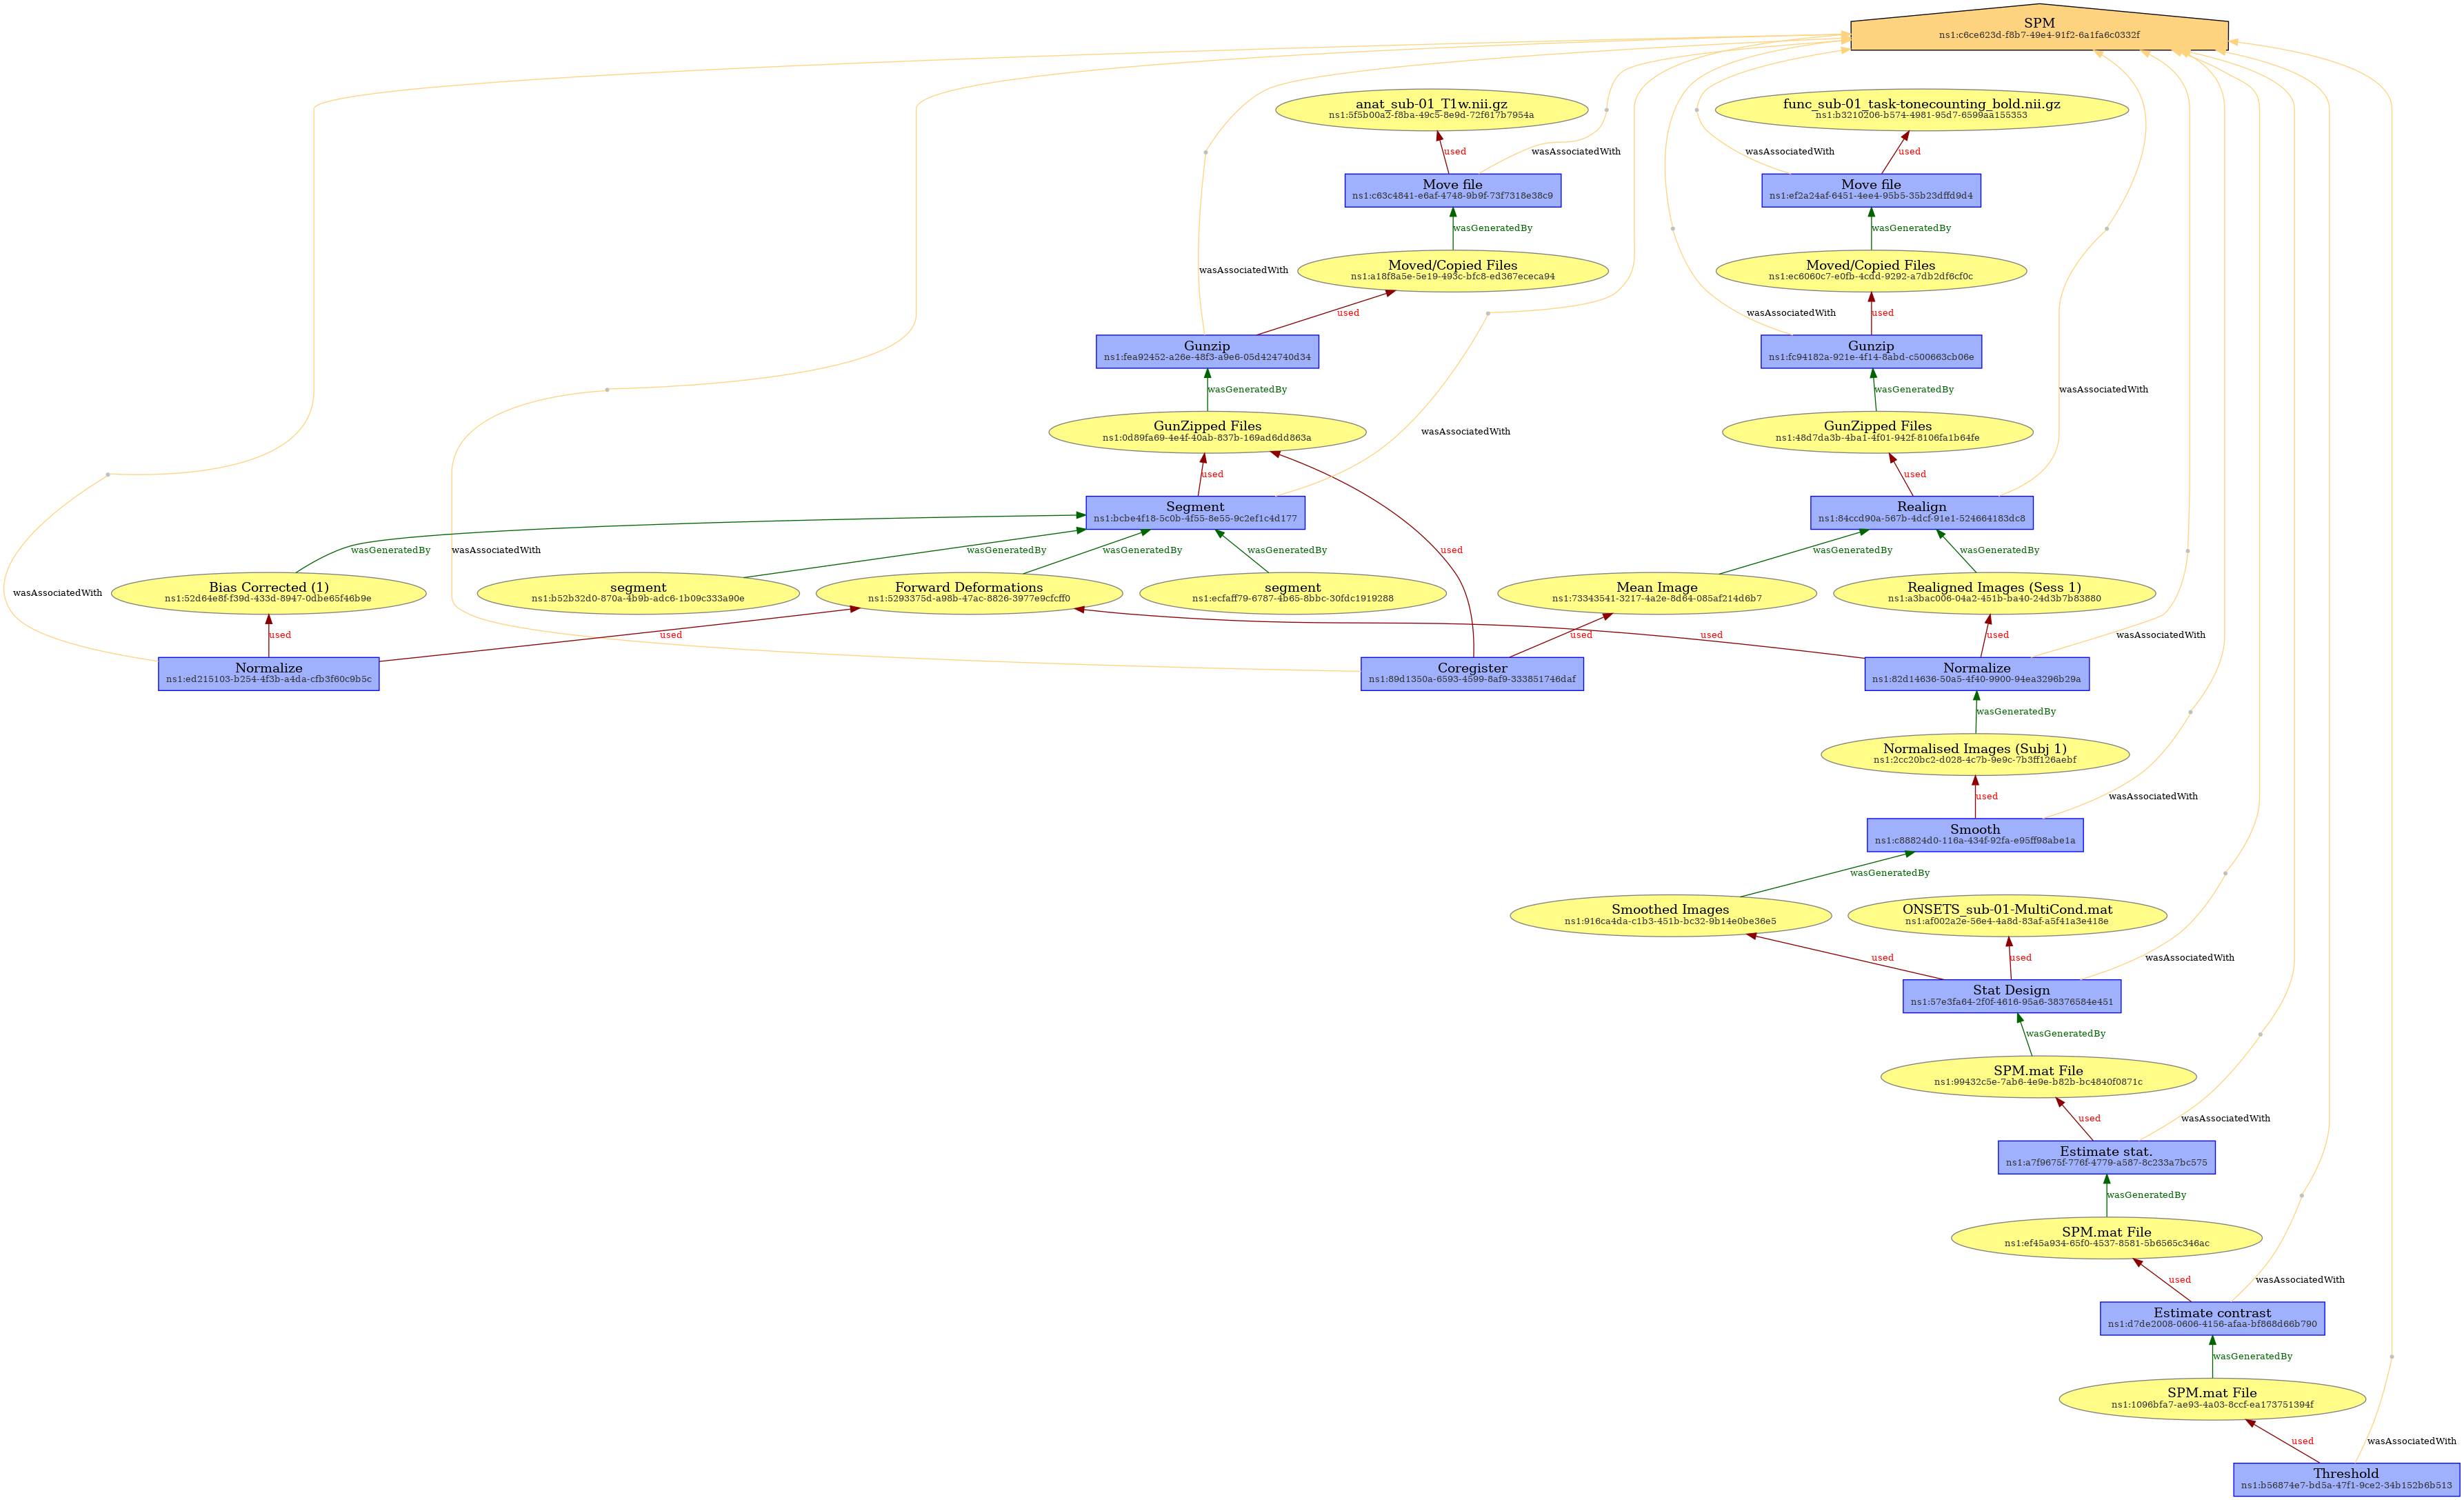 SPM
ns1:c6ce623d-f8b7-49e4-91f2-6a1fa6c0332f
anat_sub-01_T1w.nii.gz
ns1:5f5b00a2-f8ba-49c5-8e9d-72f617b7954a
func_sub-01_task-tonecounting_bold.nii.gz
ns1:b3210206-b574-4981-95d7-6599aa155353
used
wasAssociatedWith
wasAssociatedWith
used
Move file
ns1:c63c4841-e6af-4748-9b9f-73f7318e38c9
Move file
ns1:ef2a24af-6451-4ee4-95b5-35b23dffd9d4
wasGeneratedBy
wasGeneratedBy
wasAssociatedWith
Moved/Copied Files
ns1:a18f8a5e-5e19-493c-bfc8-ed367ececa94
Moved/Copied Files
ns1:ec6060c7-e0fb-4cdd-9292-a7db2df6cf0c
used
wasAssociatedWith
used
Gunzip
ns1:fea92452-a26e-48f3-a9e6-05d424740d34
Gunzip
ns1:fc94182a-921e-4f14-8abd-c500663cb06e
wasGeneratedBy
wasGeneratedBy
wasAssociatedWith
GunZipped Files
ns1:0d89fa69-4e4f-40ab-837b-169ad6dd863a
wasAssociatedWith
GunZipped Files
ns1:48d7da3b-4ba1-4f01-942f-8106fa1b64fe
used
used
Segment
ns1:bcbe4f18-5c0b-4f55-8e55-9c2ef1c4d177
Realign
ns1:84ccd90a-567b-4dcf-91e1-524664183dc8
wasGeneratedBy
wasAssociatedWith
wasGeneratedBy
wasGeneratedBy
wasGeneratedBy
used
wasGeneratedBy
wasGeneratedBy
wasAssociatedWith
Bias Corrected (1)
ns1:52d64e8f-f39d-433d-8947-0dbe65f46b9e
segment
ns1:b52b32d0-870a-4b9b-adc6-1b09c333a90e
Forward Deformations
ns1:5293375d-a98b-47ac-8826-3977e9cfcff0
segment
ns1:ecfaff79-6787-4b65-8bbc-30fdc1919288
Mean Image
ns1:73343541-3217-4a2e-8d64-085af214d6b7
Realigned Images (Sess 1)
ns1:a3bac006-04a2-451b-ba40-24d3b7b83880
used
used
used
used
used
wasAssociatedWith
Normalize
ns1:ed215103-b254-4f3b-a4da-cfb3f60c9b5c
Coregister
ns1:89d1350a-6593-4599-8af9-333851746daf
Normalize
ns1:82d14636-50a5-4f40-9900-94ea3296b29a
wasGeneratedBy
Normalised Images (Subj 1)
ns1:2cc20bc2-d028-4c7b-9e9c-7b3ff126aebf
used
wasAssociatedWith
Smooth
ns1:c88824d0-116a-434f-92fa-e95ff98abe1a
wasGeneratedBy
Smoothed Images
ns1:916ca4da-c1b3-451b-bc32-9b14e0be36e5
ONSETS_sub-01-MultiCond.mat
ns1:af002a2e-56e4-4a8d-83af-a5f41a3e418e
used
used
wasAssociatedWith
Stat Design
ns1:57e3fa64-2f0f-4616-95a6-38376584e451
wasGeneratedBy
SPM.mat File
ns1:99432c5e-7ab6-4e9e-b82b-bc4840f0871c
used
wasAssociatedWith
Estimate stat.
ns1:a7f9675f-776f-4779-a587-8c233a7bc575
wasGeneratedBy
SPM.mat File
ns1:ef45a934-65f0-4537-8581-5b6565c346ac
used
wasAssociatedWith
Estimate contrast
ns1:d7de2008-0606-4156-afaa-bf868d66b790
wasGeneratedBy
SPM.mat File
ns1:1096bfa7-ae93-4a03-8ccf-ea173751394f
used
wasAssociatedWith
Threshold
ns1:b56874e7-bd5a-47f1-9ce2-34b152b6b513